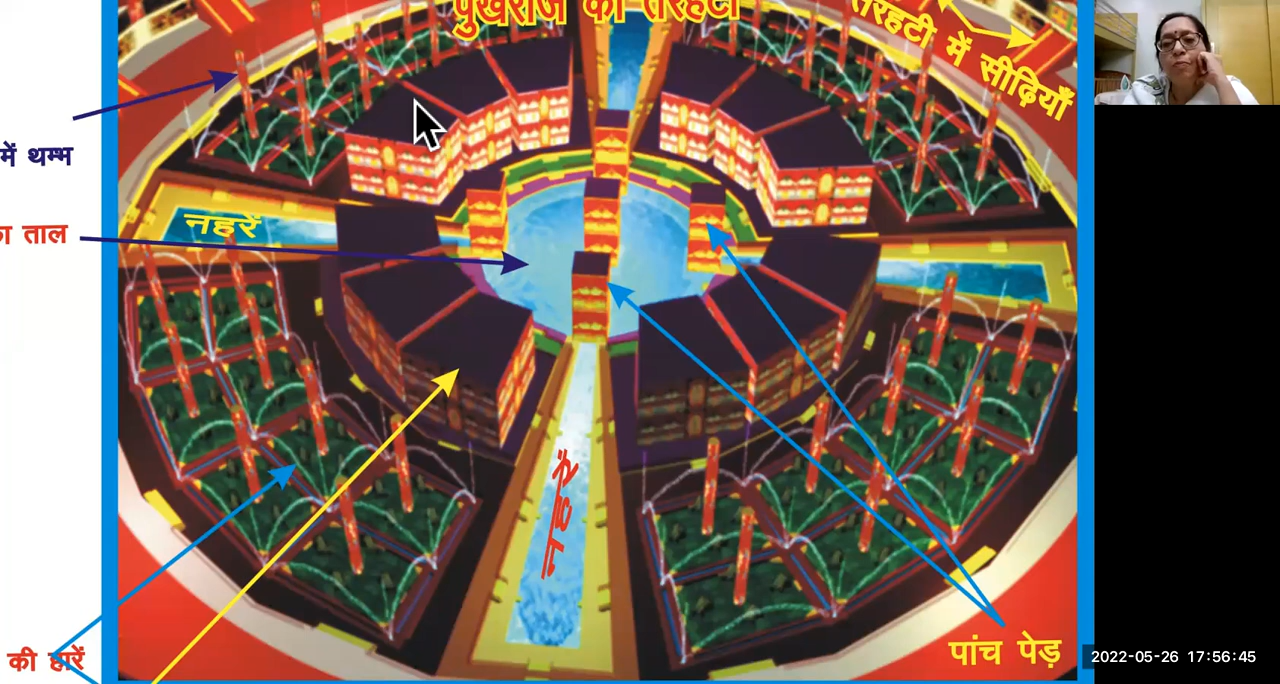 पुखराज की तरहटी
तरहटी में सीढ़ियाँ
में थम्भ
नहरें
ा ताल
नहरें
की हारें
पांच पेड़
2022-05-26 17:56:45